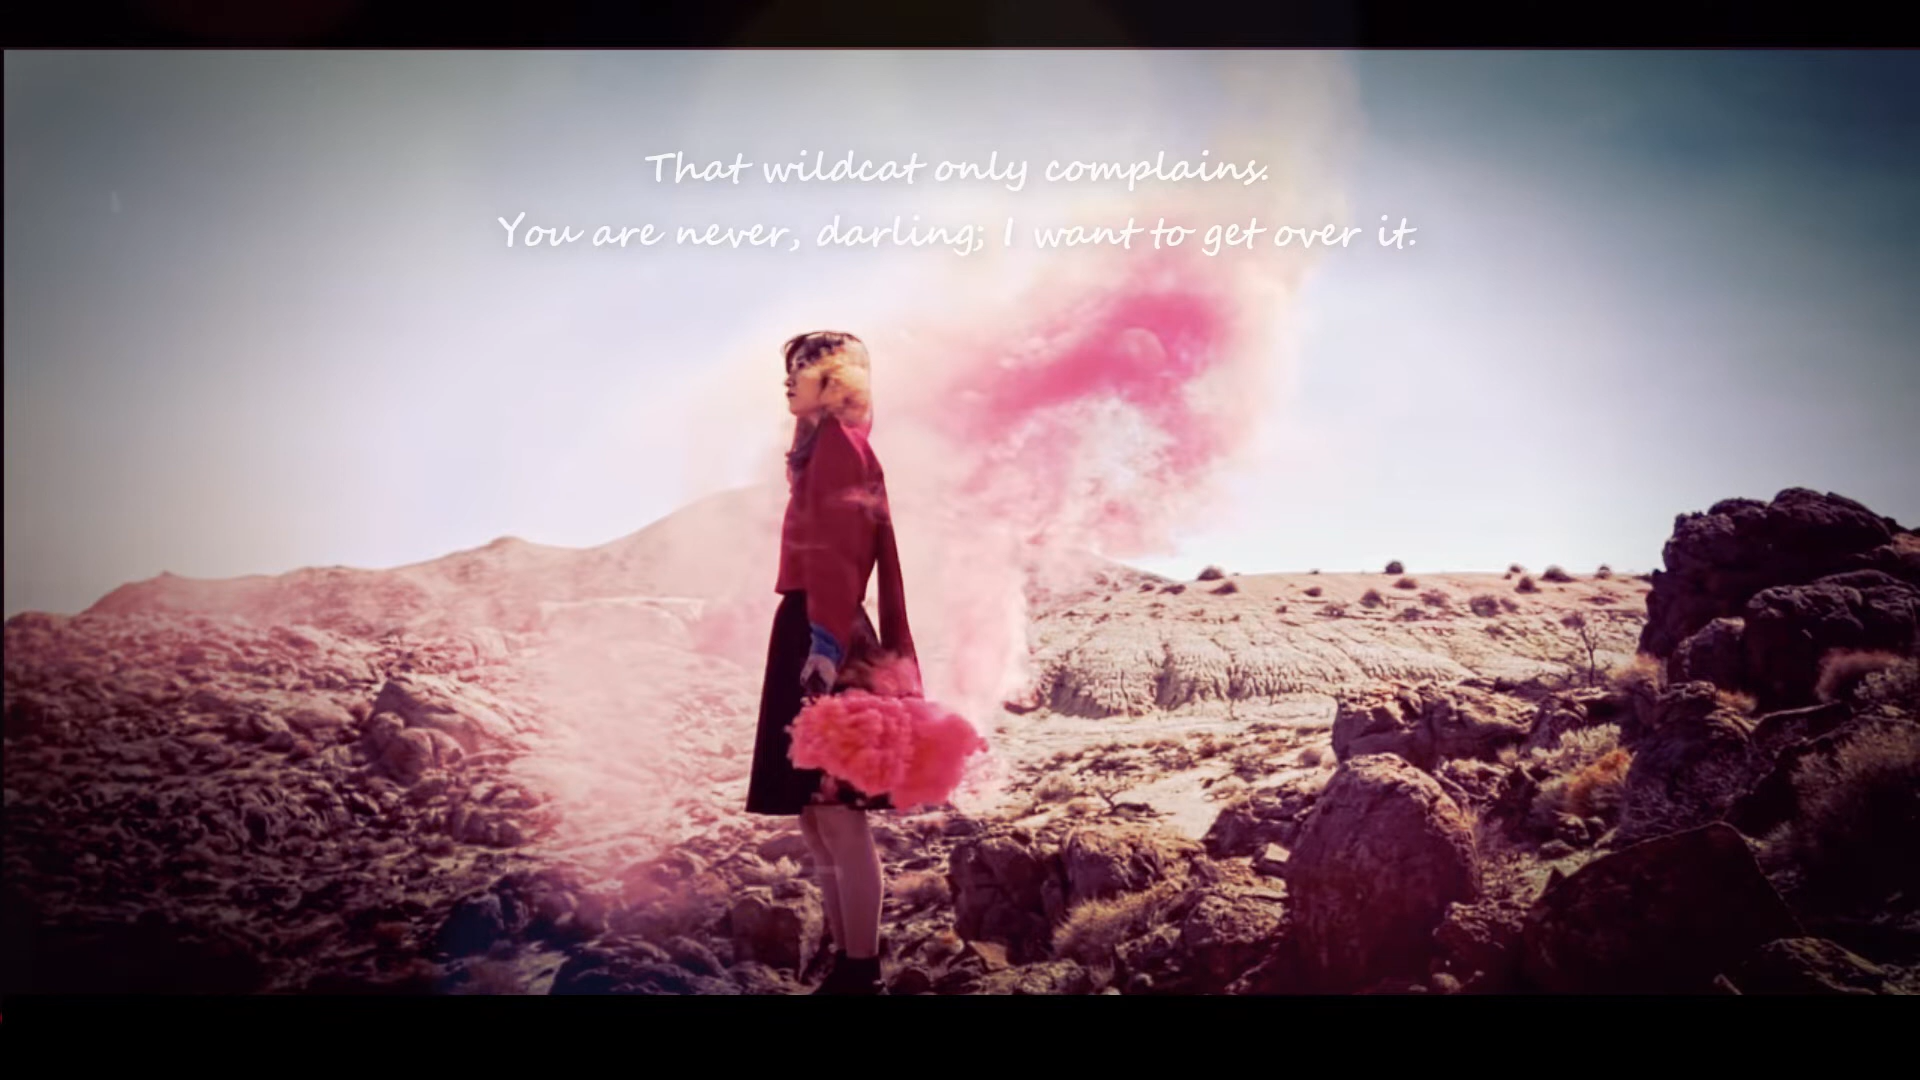 That wildcat only complains.
You are never, darling; I want to get over it.